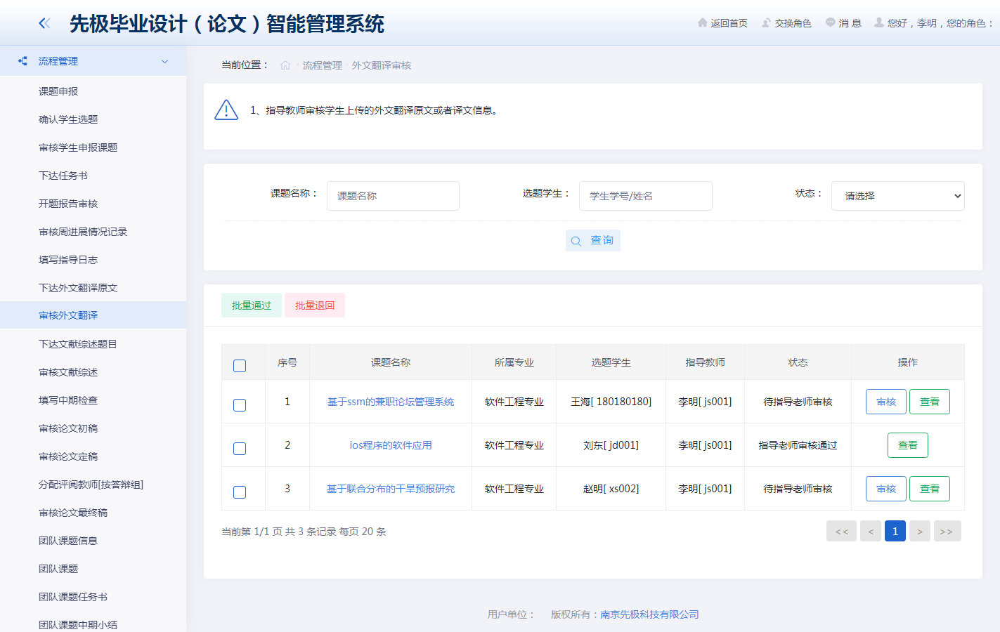 先极毕业设计（论文）智能管理系统
返回首页 交换角色 消 息 您好，李明，您的角色：
流程管理
课题申报
确认学生选题
审核学生申报课题
下达任务书
开题报告审核
审核周进展情况记录
填写指导日志
下达外文翻译原文
审核外文翻译
下达文献综述题目
审核文献综述
填写中期检查
审核论文初稿
审核论文定稿
分配评阅教师[按答辩组]
审核论文最终稿
团队课题信息
团队课题
团队课题任务书
团队课题中期小结
当前位置： 流程管理 外文翻译审核
1、指导教师审核学生上传的外文翻译原文或者译文信息。
课题名称： 课题名称 选题学生： 学生学号/姓名 状态： 请选择
查询
批量通过 批量退回
序号 课题名称 所属专业 选题学生 指导教师 状态 操作
1 基于ssm的兼职论坛管理系统 软件工程专业 王海[ 180180180] 李明[ js001] 待指导老师审核 审核 查看
2 ios程序的软件应用 软件工程专业 刘东[ jd001] 李明[ js001] 指导老师审核通过 查看
3 基于联合分布的干旱预报研究 软件工程专业 赵明[ xs002] 李明[ js001] 待指导老师审核 审核 查看
当前第 1/1 页 共 3 条记录 每页 20 条 << < 1 > >>
用户单位： 版权所有：南京先极科技有限公司